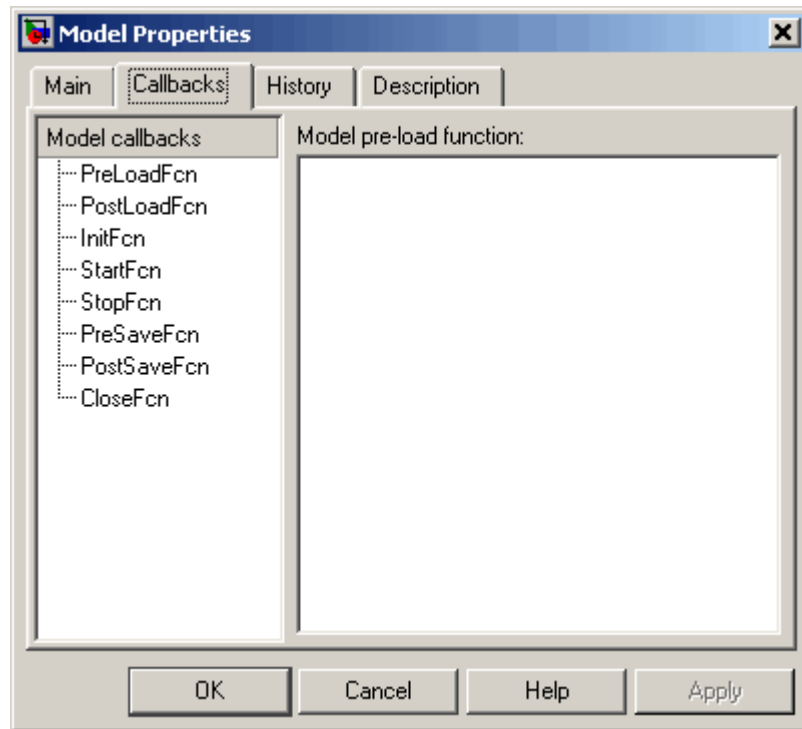 Model Properties
Main Callbacks History Description
Model callbacks
PreLoadFcn
PostLoadFcn
InitFcn
StartFcn
StopFcn
PreSaveFcn
PostSaveFcn
CloseFcn
Model pre-load function:
OK Cancel Help Apply